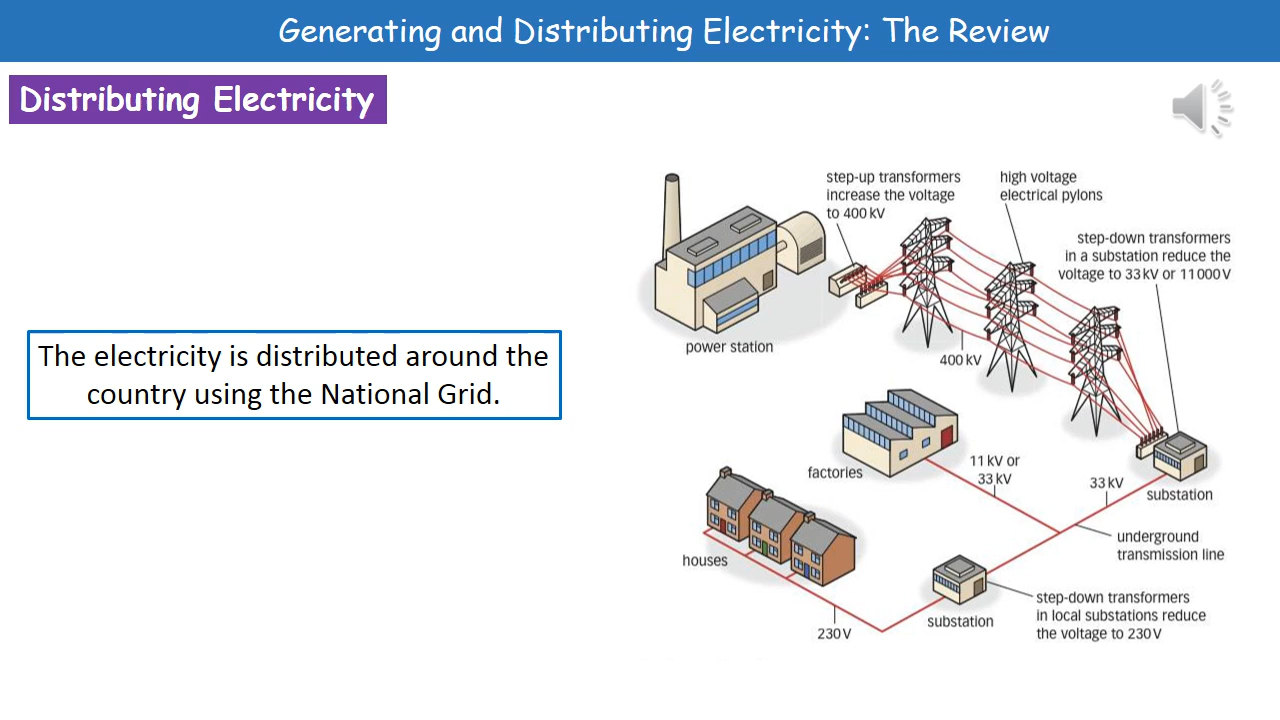 Generating and Distributing Electricity: The Review
Distributing Electricity
The electricity is distributed around the
country using the National Grid.
step-up transformers
increase the voltage
to 400 kV
high voltage
electrical pylons
step-down transformers
in a substation reduce the
voltage to 33 kV or 11 000 V
power station
400 kV
factories
11 kV or
33 kV
33 kV
substation
underground
transmission line
houses
substation
step-down transformers
in local substations reduce
the voltage to 230 V
230 V